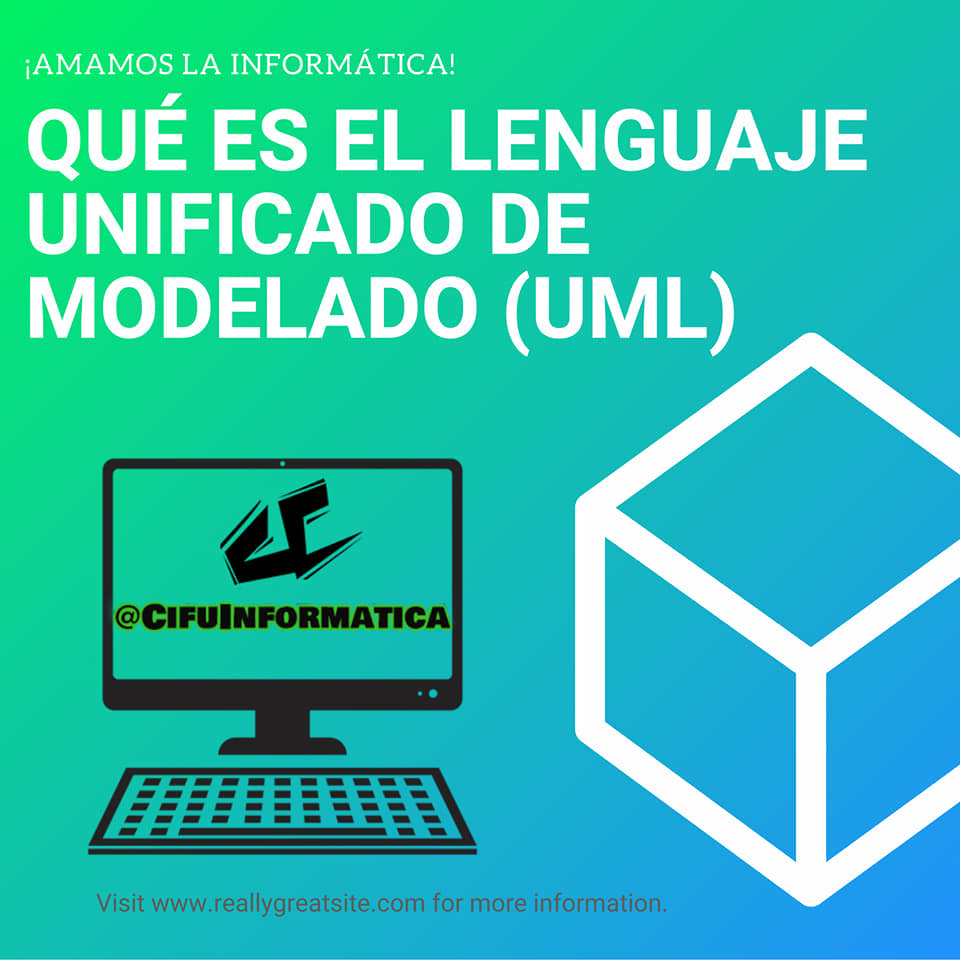 ¡AMAMOS LA INFORMÁTICA!
QUÉ ES EL LENGUAJE
UNIFICADO DE
MODELADO (UML)
@CIFUINFORMATICA
Visit www.reallygreatsite.com for more information.